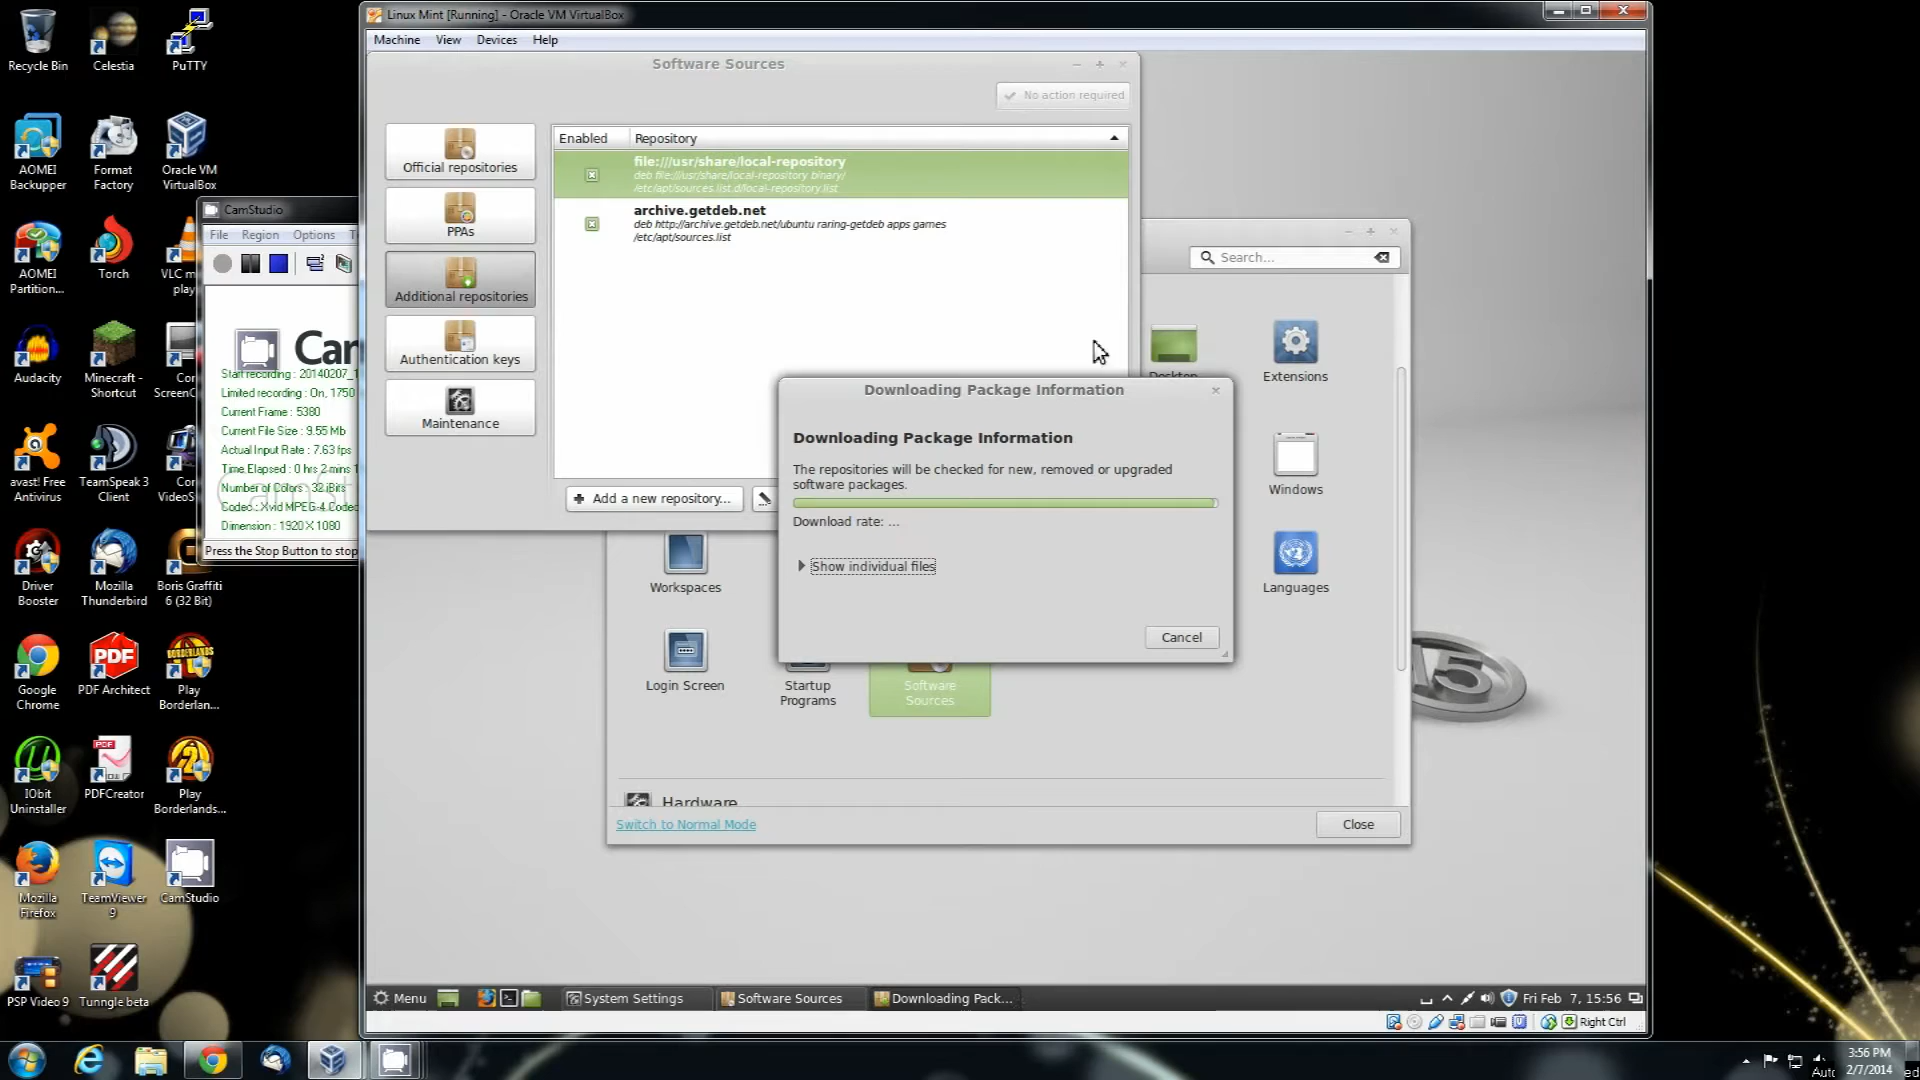 Recycle Bin
Celestia
PuTTY
AOMEI Backupper
Format Factory
Oracle VM VirtualBox
AOMEI Partition...
Torch
VLC m
play
Audacity
Minecraft - Shortcut
Cor
ScreenC
avast! Free Antivirus
TeamSpeak 3 Client
Cor
VideoS
Driver Booster
Mozilla Thunderbird
Boris Graffiti 6 (32 Bit)
Google Chrome
PDF
PDF Architect
Play Borderlan...
IObit Uninstaller
PDF
PDFCreator
Play Borderlands...
Mozilla Firefox
TeamViewer 9
CamStudio
PSP Video 9
Tunngle beta
CamStudio
File Region Options T
Start recording : 20140207_1
Limited recording : On, 1750
Current Frame : 5380
Current File Size : 9.55 Mb
Actual Input Rate : 7.63 fps
Time Elapsed : 0 hrs 2 mins 1
Number of Colors : 32 Bits
Codec : Xvid MPEG-4 Codec
Dimension : 1920 X 1080
Press the Stop Button to stop
Linux Mint [Running] - Oracle VM VirtualBox
Machine View Devices Help
Software Sources
No action required
Official repositories
PPAs
Additional repositories
Authentication keys
Maintenance
Enabled Repository
file:///usr/share/local-repository
deb file:///usr/share/local-repository binary/
/etc/apt/sources.list.d/local-repository.list
archive.getdeb.net
deb http://archive.getdeb.net/ubuntu raring-getdeb apps games
/etc/apt/sources.list
Add a new repository...
Search...
Desktop
Extensions
Windows
Workspaces
Languages
Login Screen
Startup Programs
Software Sources
Hardware
Switch to Normal Mode
Close
Downloading Package Information
Downloading Package Information
The repositories will be checked for new, removed or upgraded
software packages.
Download rate: ...
Show individual files
Cancel
Menu
System Settings
Software Sources
Downloading Pack...
Fri Feb 7, 15:56
Right Ctrl
3:56 PM
2/7/2014